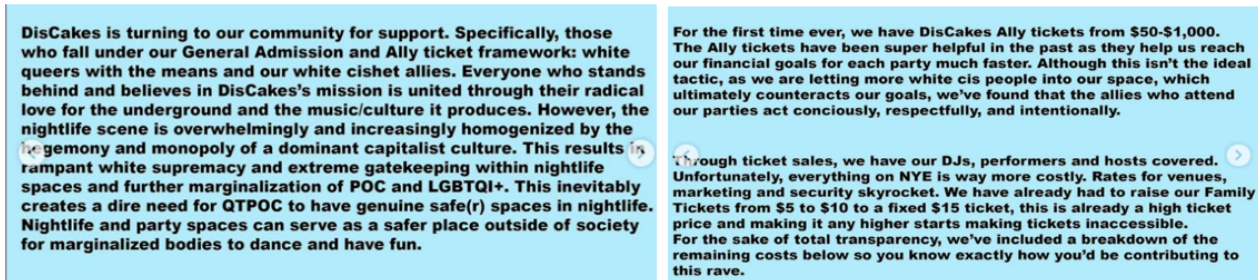 DisCakes is turning to our community for support. Specifically, those
who fall under our General Admission and Ally ticket framework: white
queers with the means and our white cishet allies. Everyone who stands
behind and believes in DisCakes's mission is united through their radical
love for the underground and the music/culture it produces. However, the
nightlife scene is overwhelmingly and increasingly homogenized by the
hegemony and monopoly of a dominant capitalist culture. This results in
rampant white supremacy and extreme gatekeeping within nightlife
spaces and further marginalization of POC and LGBTQI+. This inevitably
creates a dire need for QTPOC to have genuine safe(r) spaces in nightlife.
Nightlife and party spaces can serve as a safer place outside of society
for marginalized bodies to dance and have fun.
For the first time ever, we have DisCakes Ally tickets from $50-$1,000.
The Ally tickets have been super helpful in the past as they help us reach
our financial goals for each party much faster. Although this isn't the ideal
tactic, as we are letting more white cis people into our space, which
ultimately counteracts our goals, we've found that the allies who attend
our parties act conciously, respectfully, and intentionally.
Through ticket sales, we have our DJs, performers and hosts covered.
Unfortunately, everything on NYE is way more costly. Rates for venues,
marketing and security skyrocket. We have already had to raise our Family
Tickets from $5 to $10 to a fixed $15 ticket, this is already a high ticket
price and making it any higher starts making tickets inaccessible.
For the sake of total transparency, we've included a breakdown of the
remaining costs below so you know exactly how you'd be contributing to
this rave.